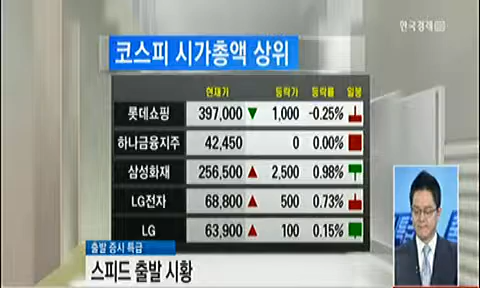 한국경제
코스피 시가총액 상위
현재가 등락가 등락률 일봉
롯데쇼핑 397,000 ▼ 1,000 -0.25%
하나금융지주 42,450 0 0.00%
삼성화재 256,500 ▲ 2,500 0.98%
LG전자 68,800 ▲ 500 0.73%
LG 63,900 ▲ 100 0.15%
출발 증시 특급
스피드 출발 시황